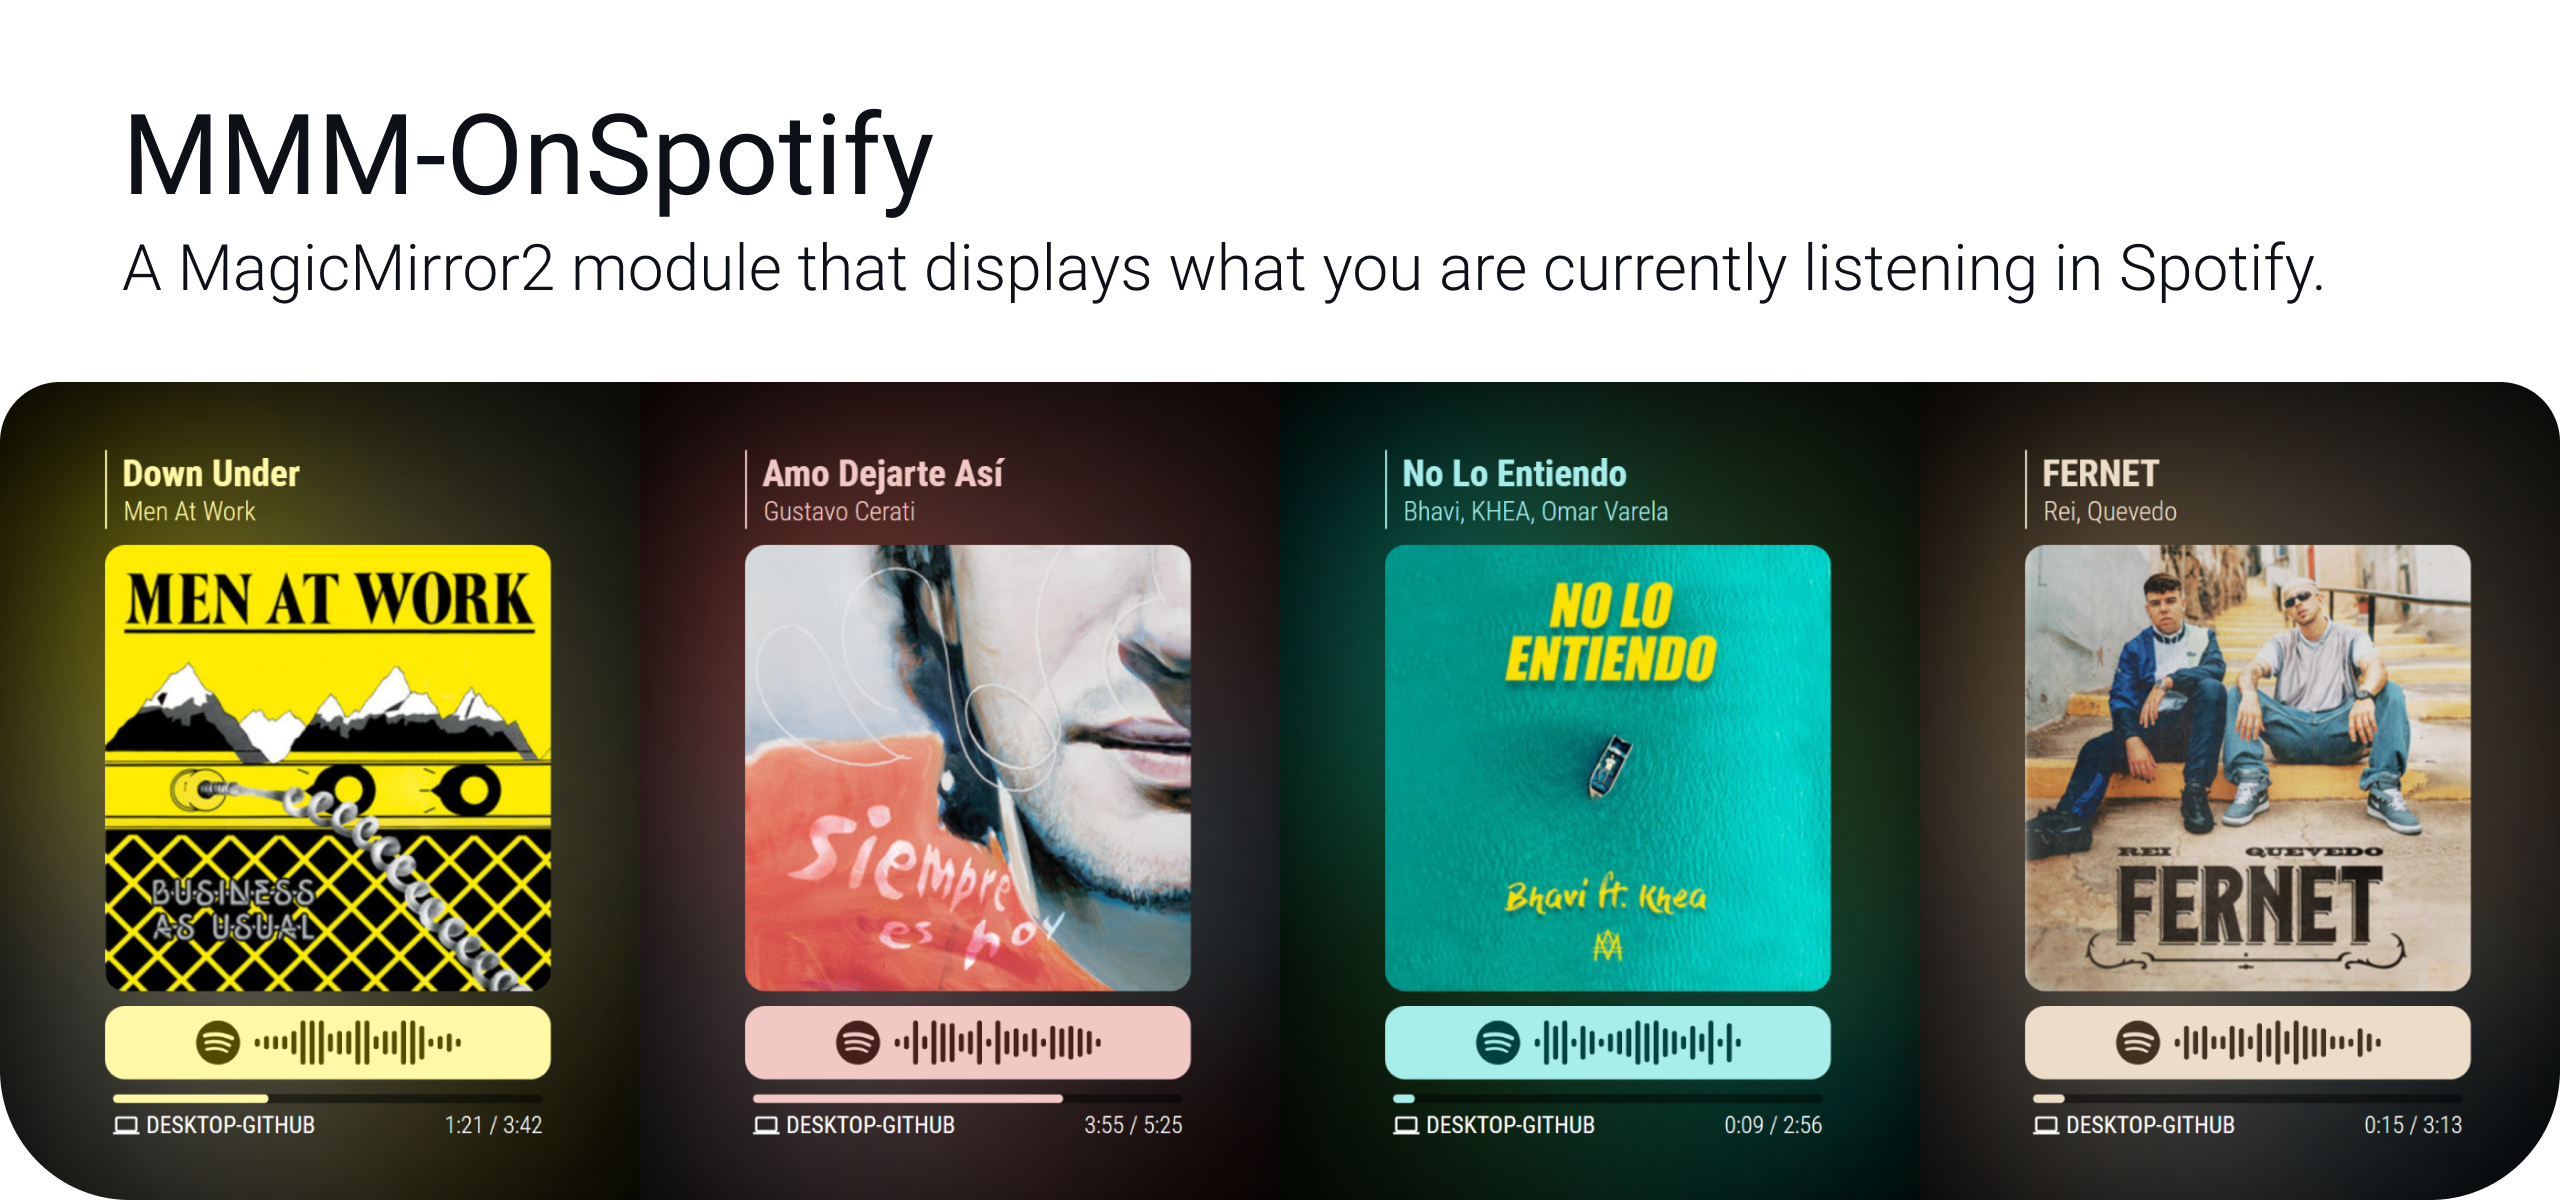 MMM-OnSpotify
A MagicMirror2 module that displays what you are currently listening in Spotify.
Down Under
Men At Work
MEN AT WORK
BUSINESS
AS USUAL
DESKTOP-GITHUB 1:21 / 3:42
Amo Dejarte Así
Gustavo Cerati
siempre
es hoy
DESKTOP-GITHUB 3:55 / 5:25
No Lo Entiendo
Bhavi, KHEA, Omar Varela
NO LO
ENTIENDO
Bhavi ft. Khea
DESKTOP-GITHUB 0:09 / 2:56
FERNET
Rei, Quevedo
REI QUEVEDO
FERNET
DESKTOP-GITHUB 0:15 / 3:13